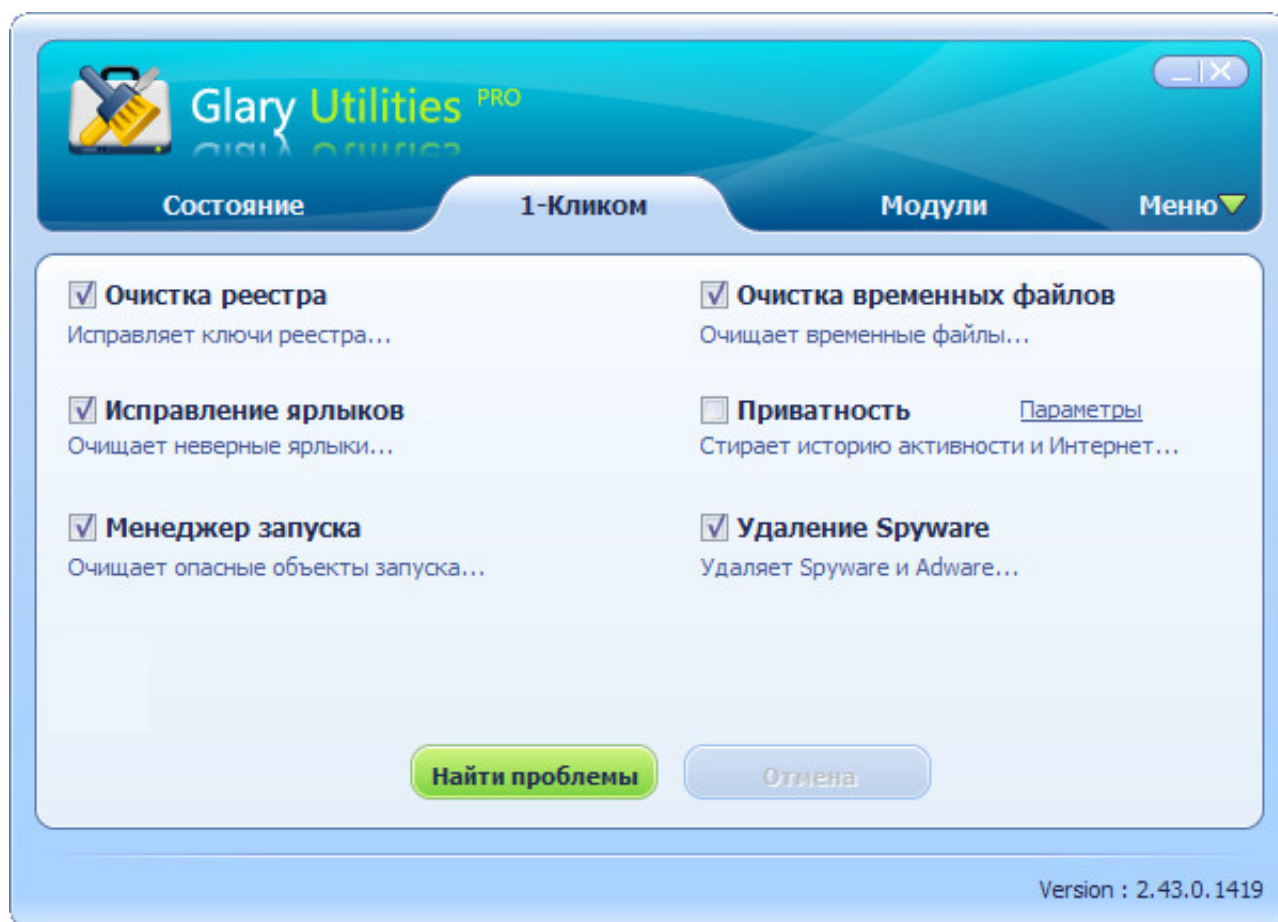 Glary Utilities PRO
Состояние
1-Кликом
Модули
Меню
Очистка реестра
Исправляет ключи реестра...
Очистка временных файлов
Очищает временные файлы...
Исправление ярлыков
Очищает неверные ярлыки...
Приватность
Параметры
Стирает историю активности и Интернет...
Менеджер запуска
Очищает опасные объекты запуска...
Удаление Spyware
Удаляет Spyware и Adware...
Найти проблемы
Отмена
Version : 2.43.0.1419